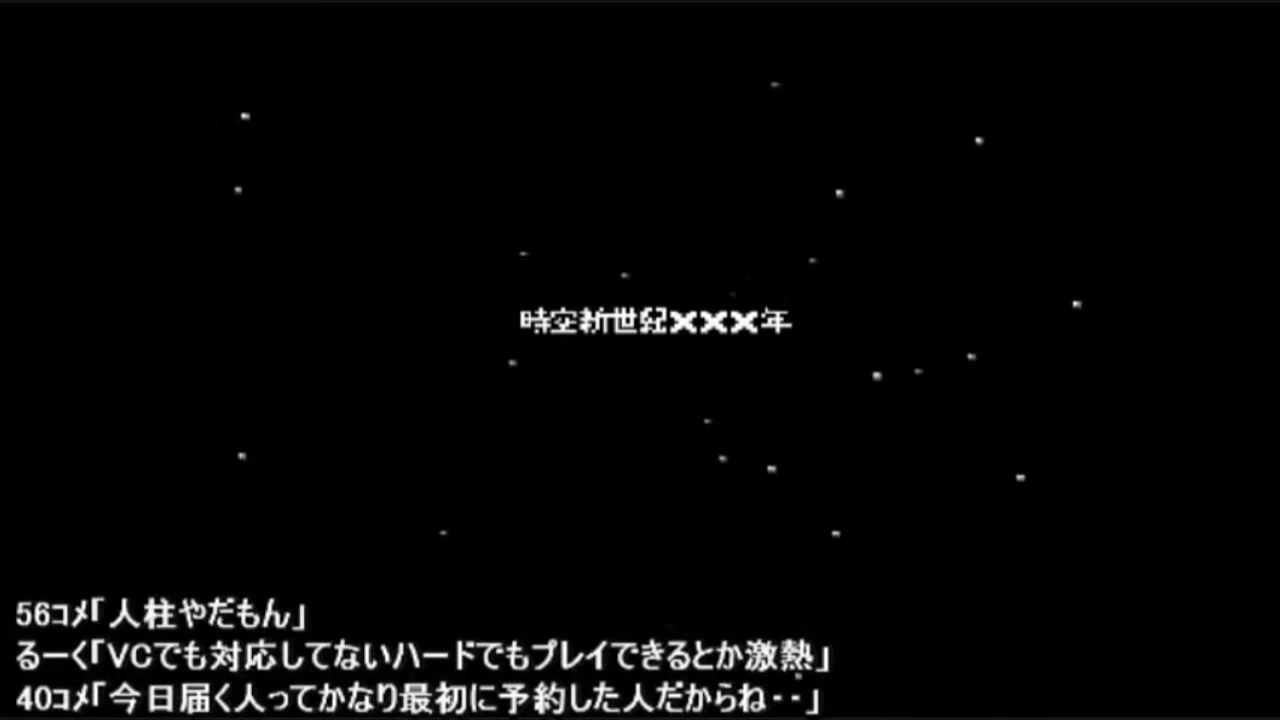 時空新世紀×××年
56ｺﾒ｢人柱やだもん｣
るーく｢VCでも対応してないハードでもプレイできるとか激熱｣
40ｺﾒ｢今日届く人ってかなり最初に予約した人だからね--｣